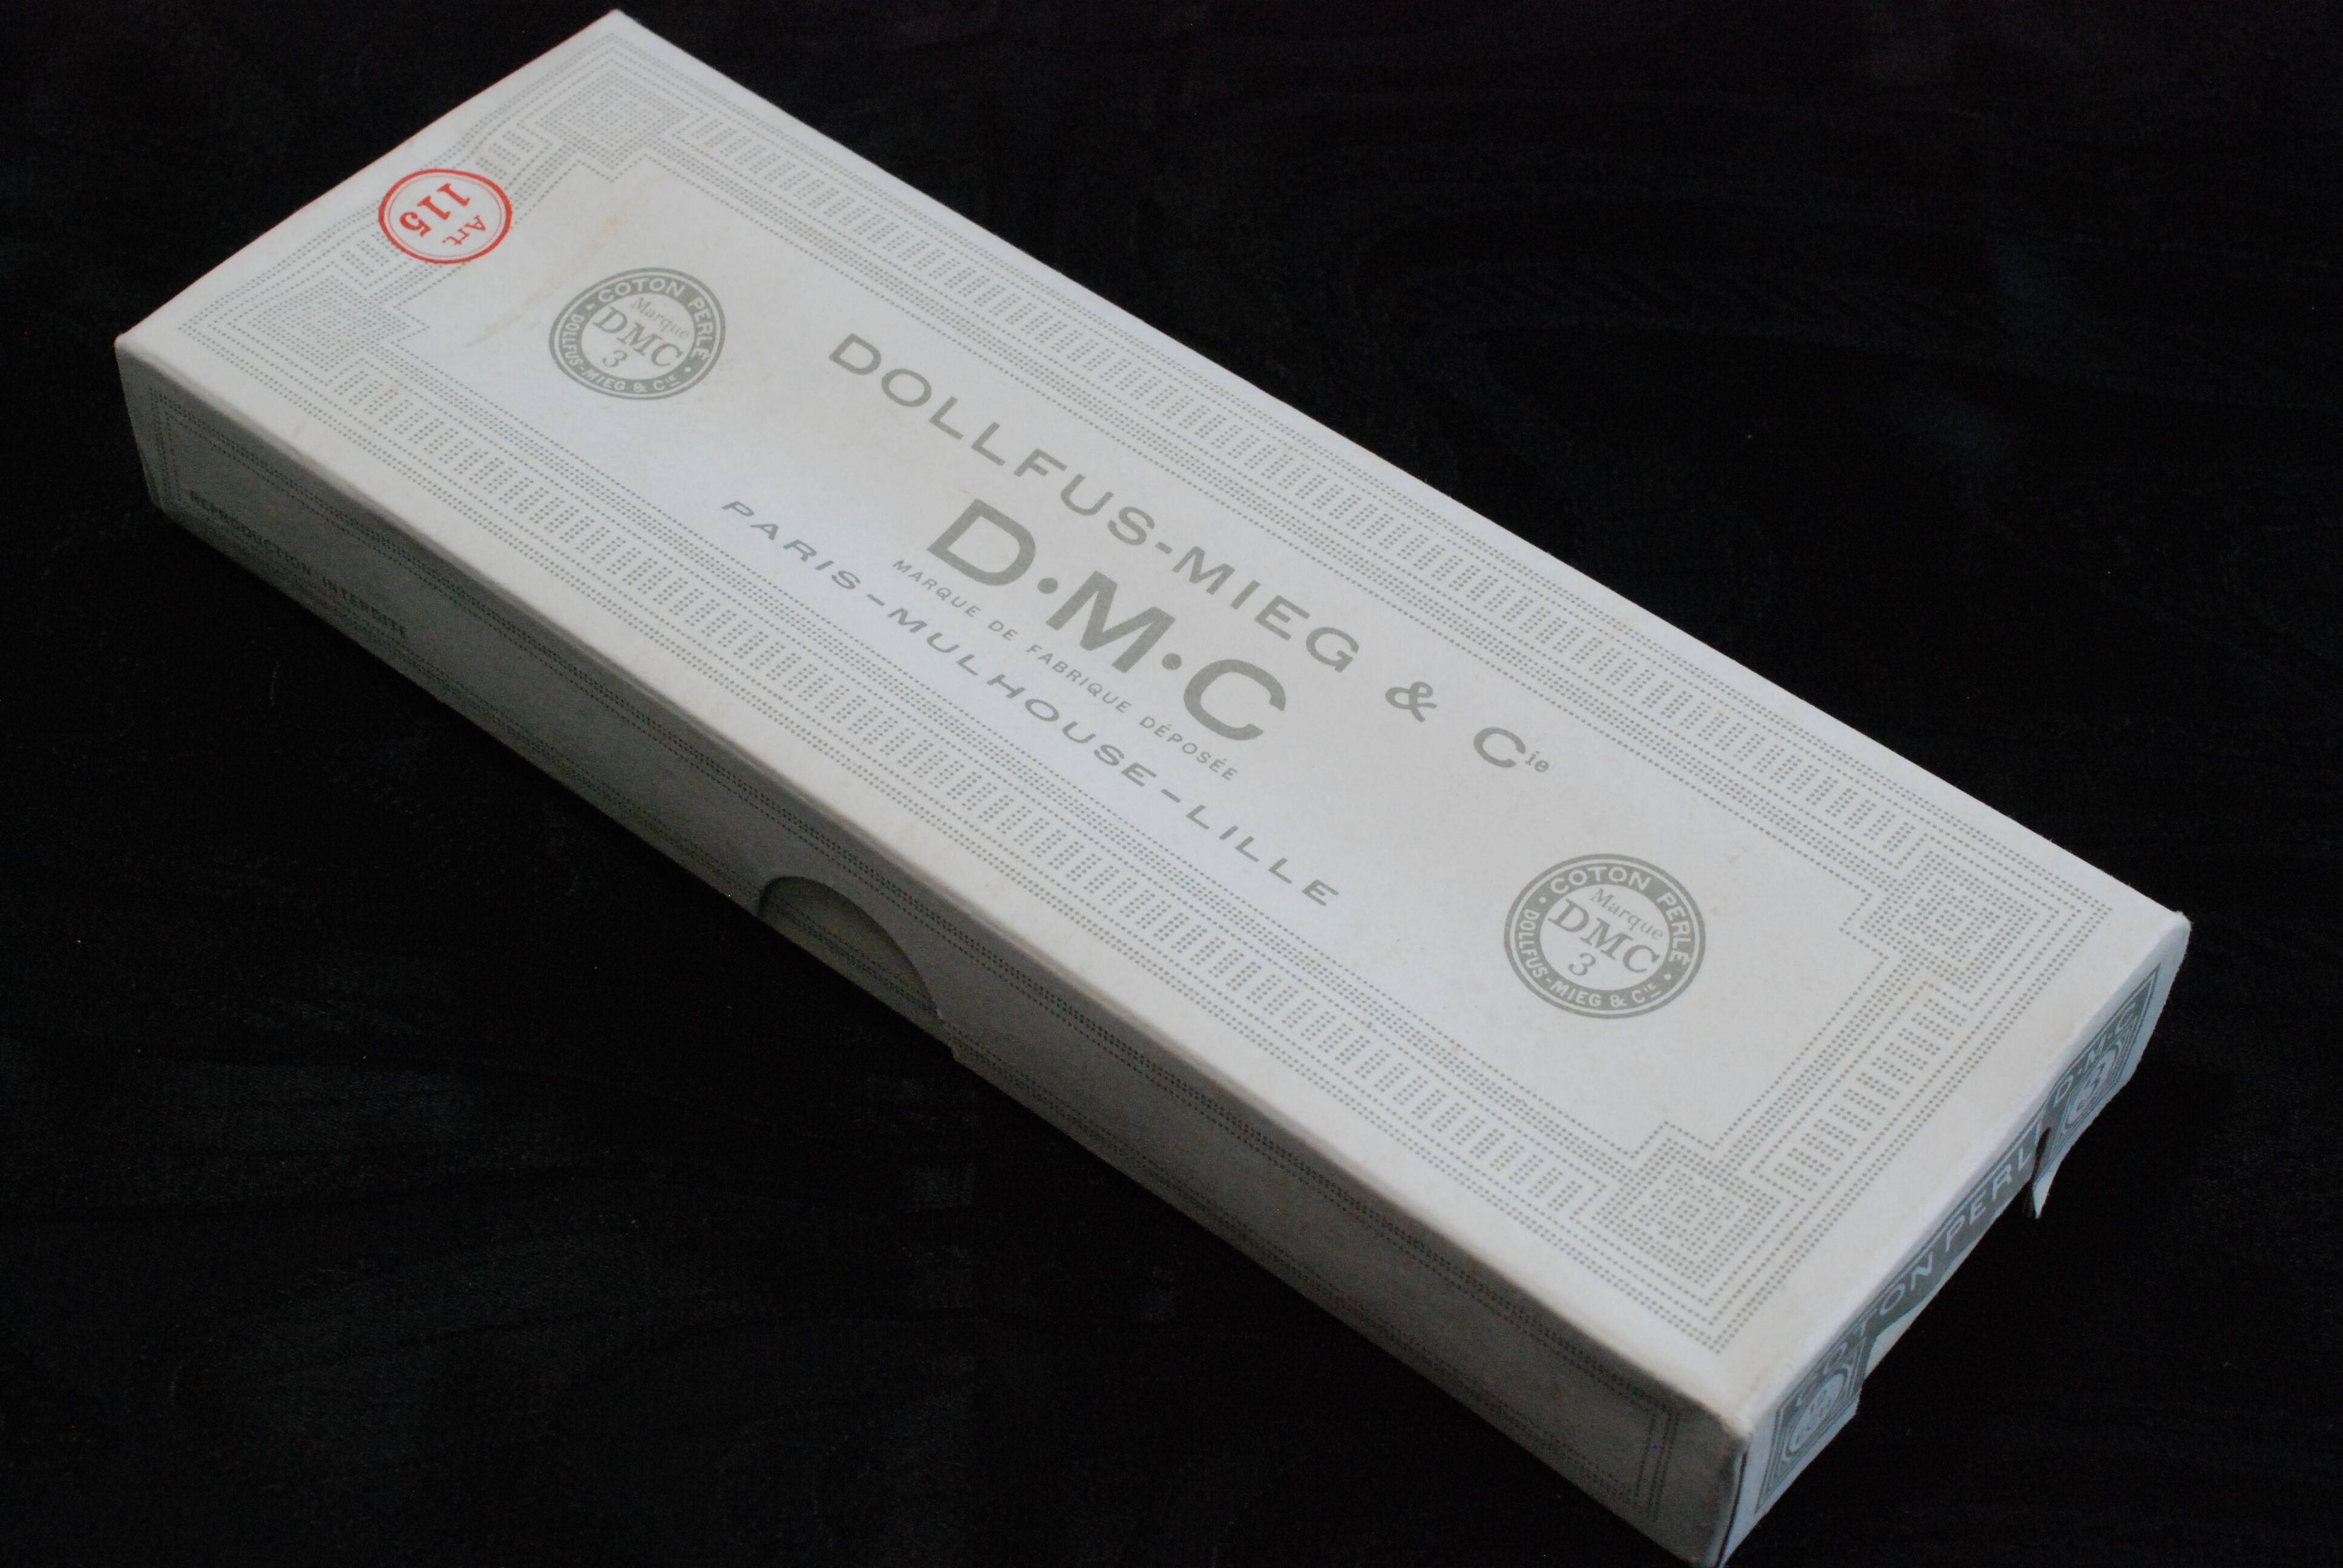 Art.
115
COTON PERLÉ
Marque
DMC
3
DOLLFUS-MIEG & CIE
DOLLFUS-MIEG & Cie
D·M·C
MARQUE DE FABRIQUE DÉPOSÉE
PARIS-MULHOUSE-LILLE
COTON PERLÉ
Marque
DMC
3
DOLLFUS-MIEG & CIE
REPRODUCTION INTERDITE
COTON PERL D·M·C